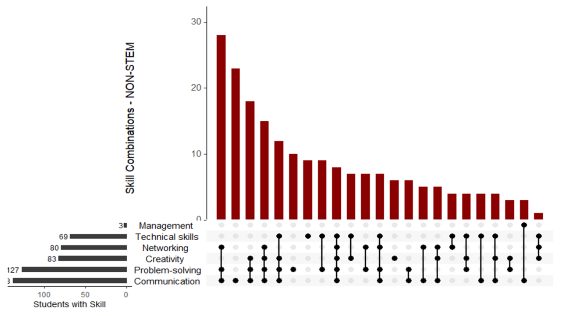 Skill Combinations - NON-STEM
30
20
10
0
3 Management
69 Technical skills
80 Networking
83 Creativity
127 Problem-solving
Communication
100 50 0
Students with Skill